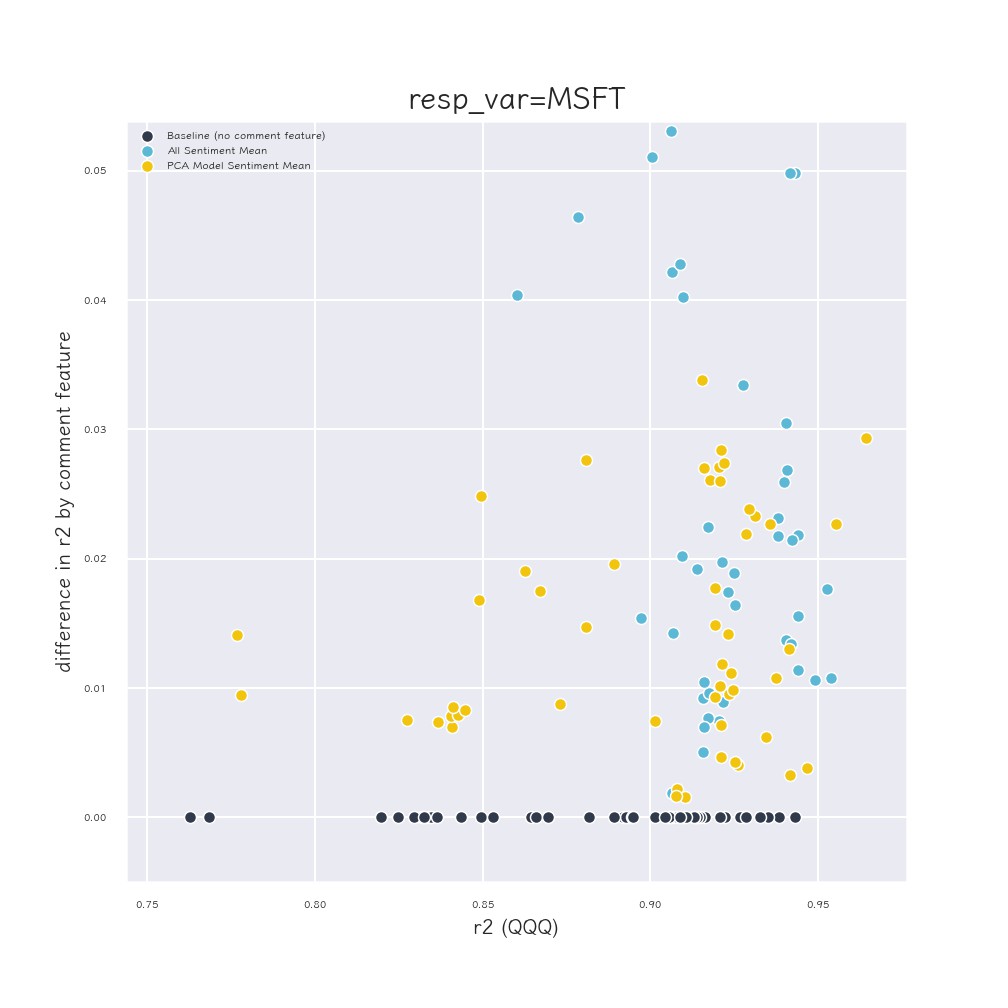 resp_var=MSFT
Baseline (no comment feature)
All Sentiment Mean
PCA Model Sentiment Mean
0.05
0.04
0.03
0.02
0.01
0.00
difference in r2 by comment feature
0.75
0.80
0.85
0.90
0.95
r2 (QQQ)